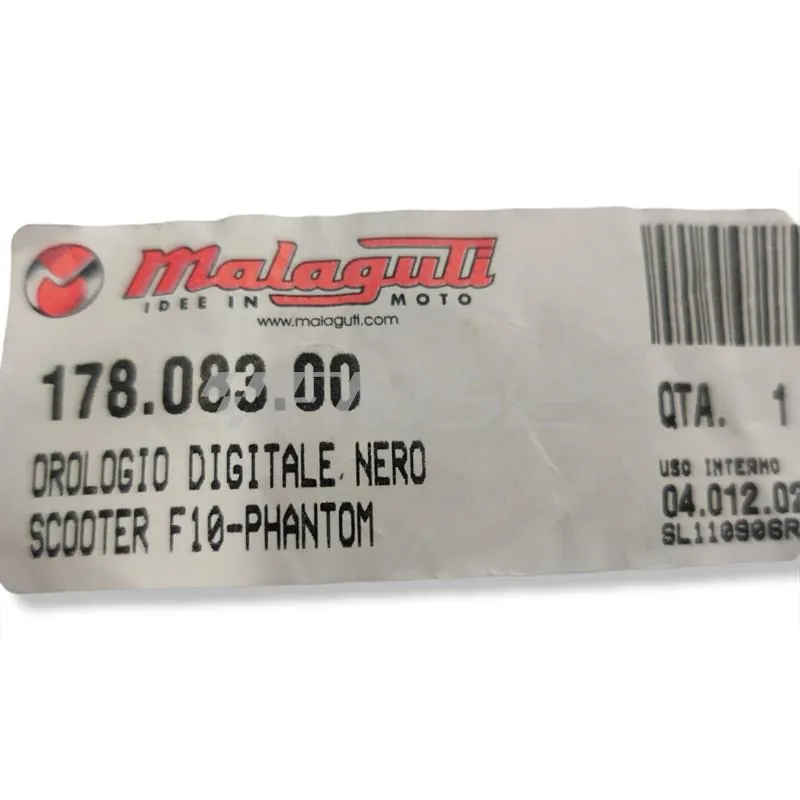 Malaguti
IDEE IN MOTO
www.malaguti.com
178.083.00
OROLOGIO DIGITALE NERO
SCOOTER F10-PHANTOM
QTA. 1
USO INTERNO
04.012.02
SL110906R